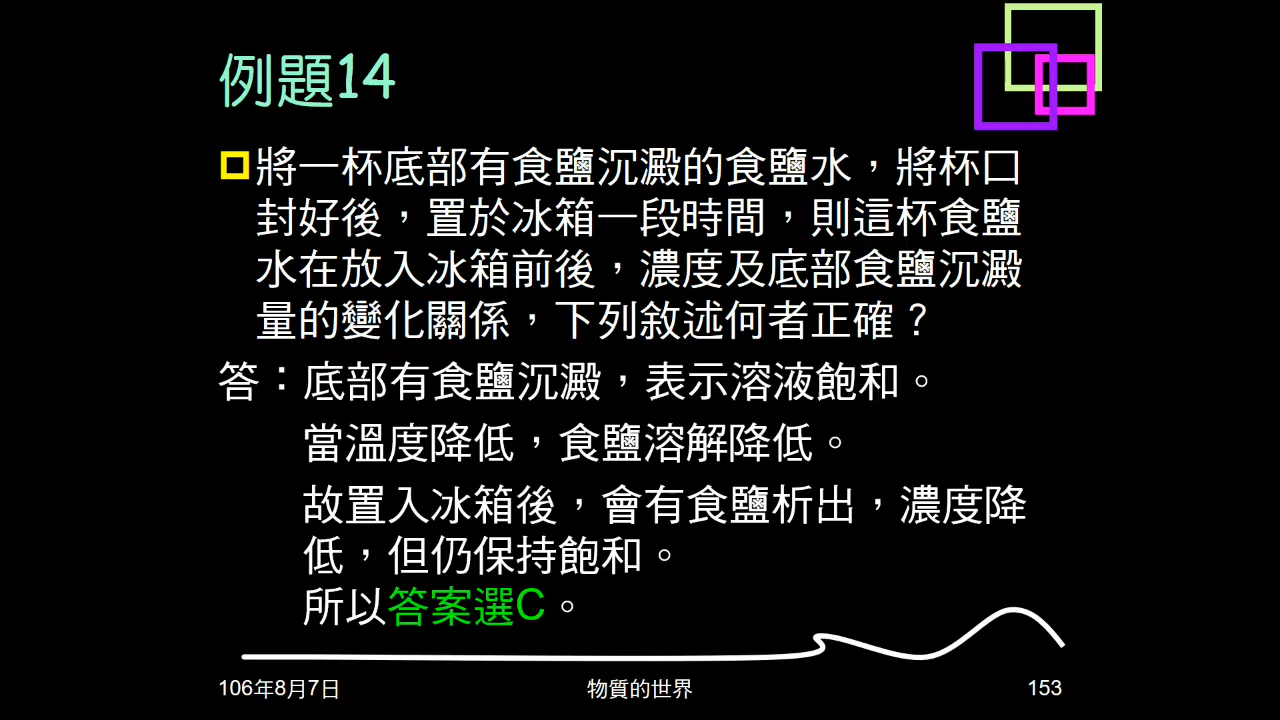 例題14
將一杯底部有食鹽沉澱的食鹽水，將杯口
封好後，置於冰箱一段時間，則這杯食鹽
水在放入冰箱前後，濃度及底部食鹽沉澱
量的變化關係，下列敘述何者正確？
答：底部有食鹽沉澱，表示溶液飽和。
當溫度降低，食鹽溶解降低。
故置入冰箱後，會有食鹽析出，濃度降
低，但仍保持飽和。
所以答案選C。
106年8月7日
物質的世界
153